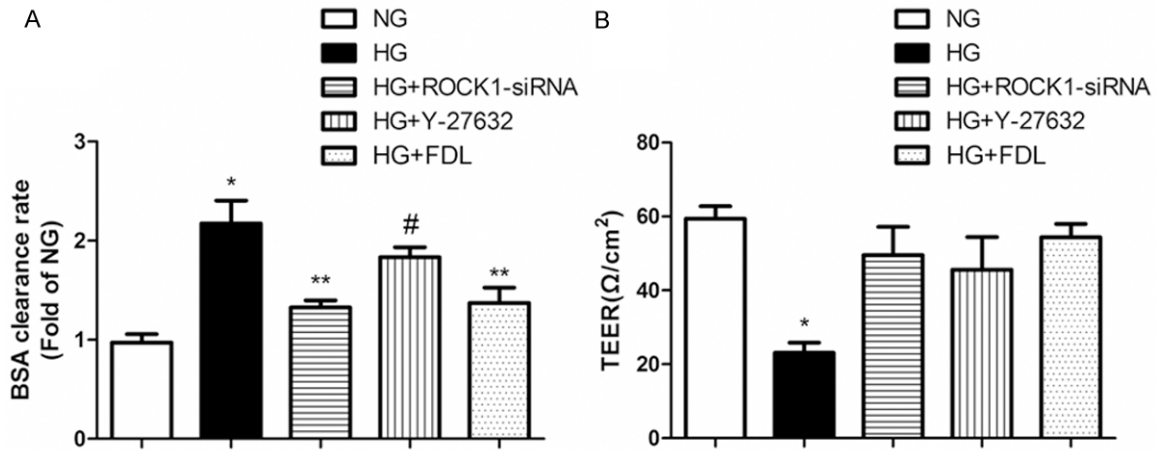 A
NG
HG
HG+ROCK1-siRNA
HG+Y-27632
HG+FDL
BSA clearance rate
(Fold of NG)
3
2
1
0
*
**
#
**
B
NG
HG
HG+ROCK1-siRNA
HG+Y-27632
HG+FDL
TEER(Ω/cm²)
80
60
40
20
0
*